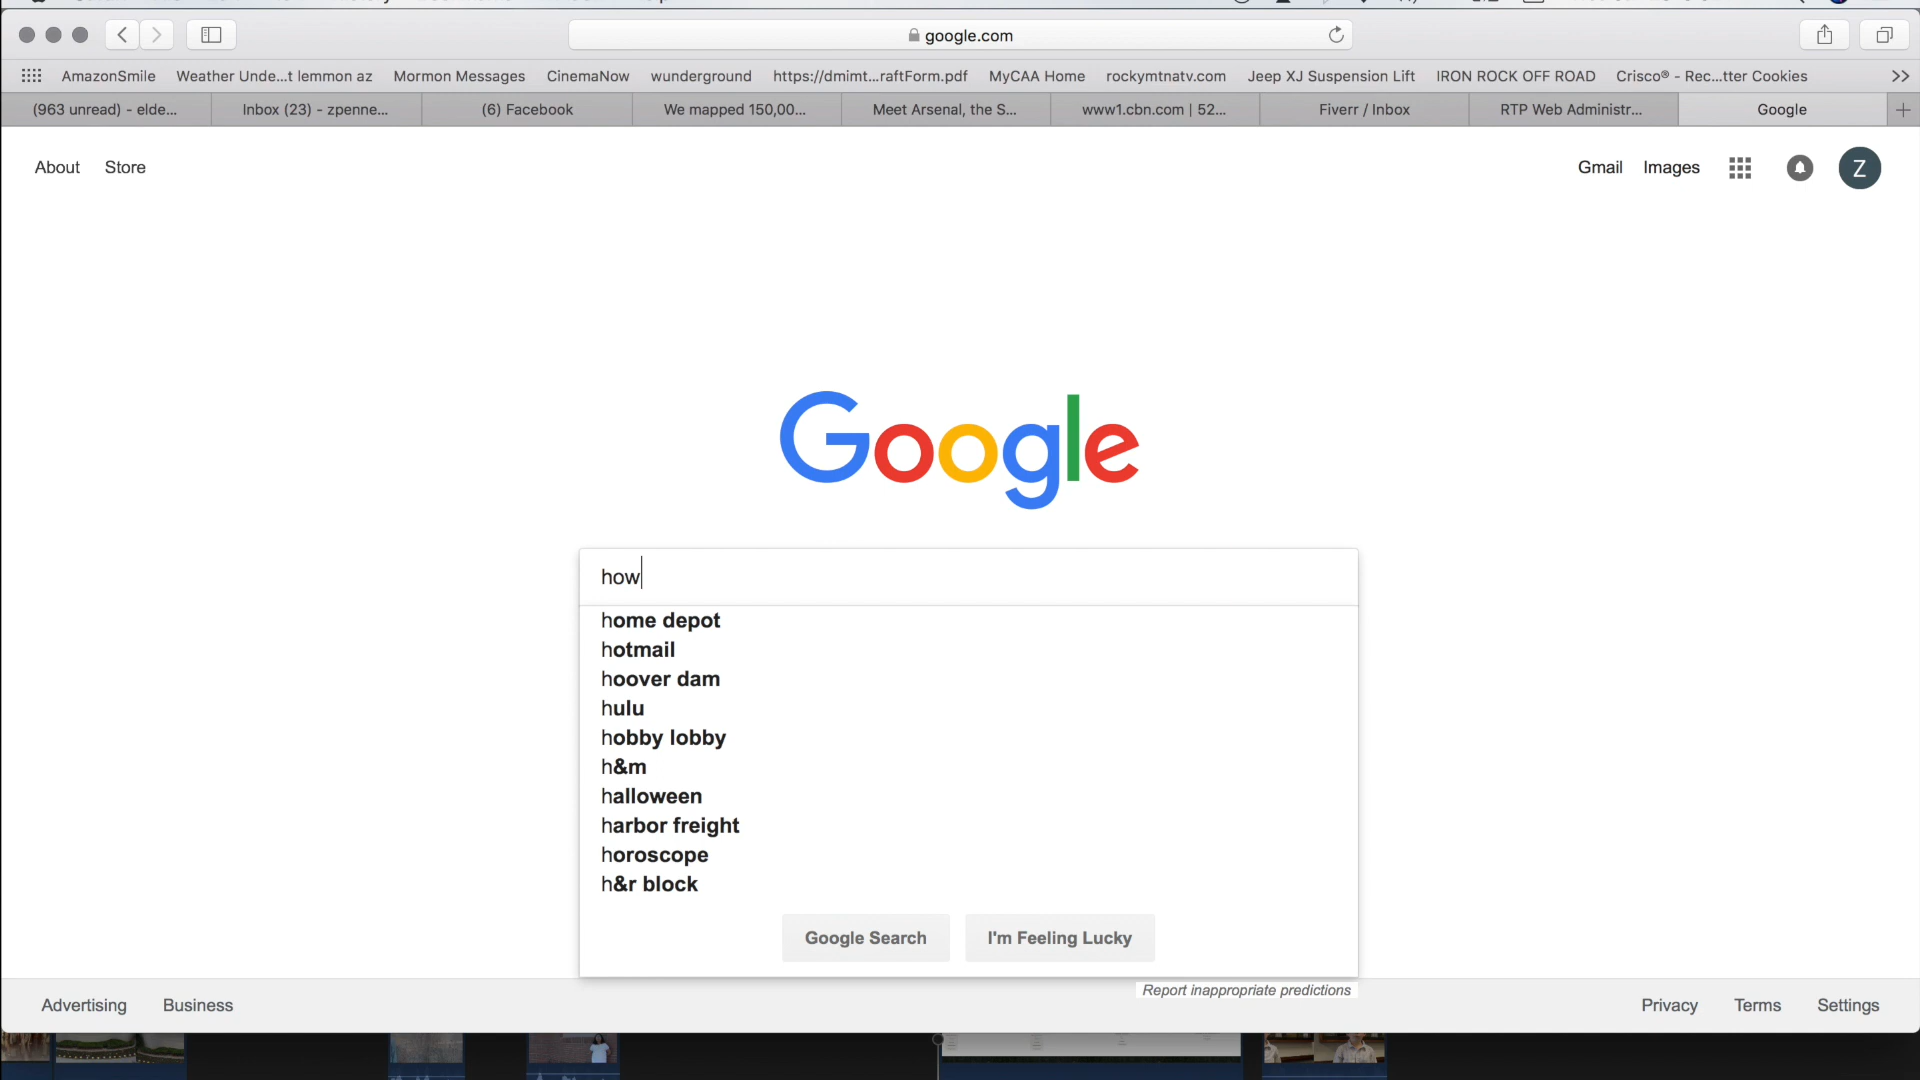 google.com
AmazonSmile Weather Unde...t lemmon az Mormon Messages CinemaNow wunderground https://dmimt...raftForm.pdf MyCAA Home rockymtnatv.com Jeep XJ Suspension Lift IRON ROCK OFF ROAD Crisco® - Rec...tter Cookies >>
(963 unread) - elde... Inbox (23) - zpenne... (6) Facebook We mapped 150,00... Meet Arsenal, the S... www1.cbn.com | 52... Fiverr / Inbox RTP Web Administr... Google
About Store Gmail Images Z
Google
how
home depot
hotmail
hoover dam
hulu
hobby lobby
h&m
halloween
harbor freight
horoscope
h&r block
Google Search I'm Feeling Lucky
Report inappropriate predictions
Advertising Business Privacy Terms Settings